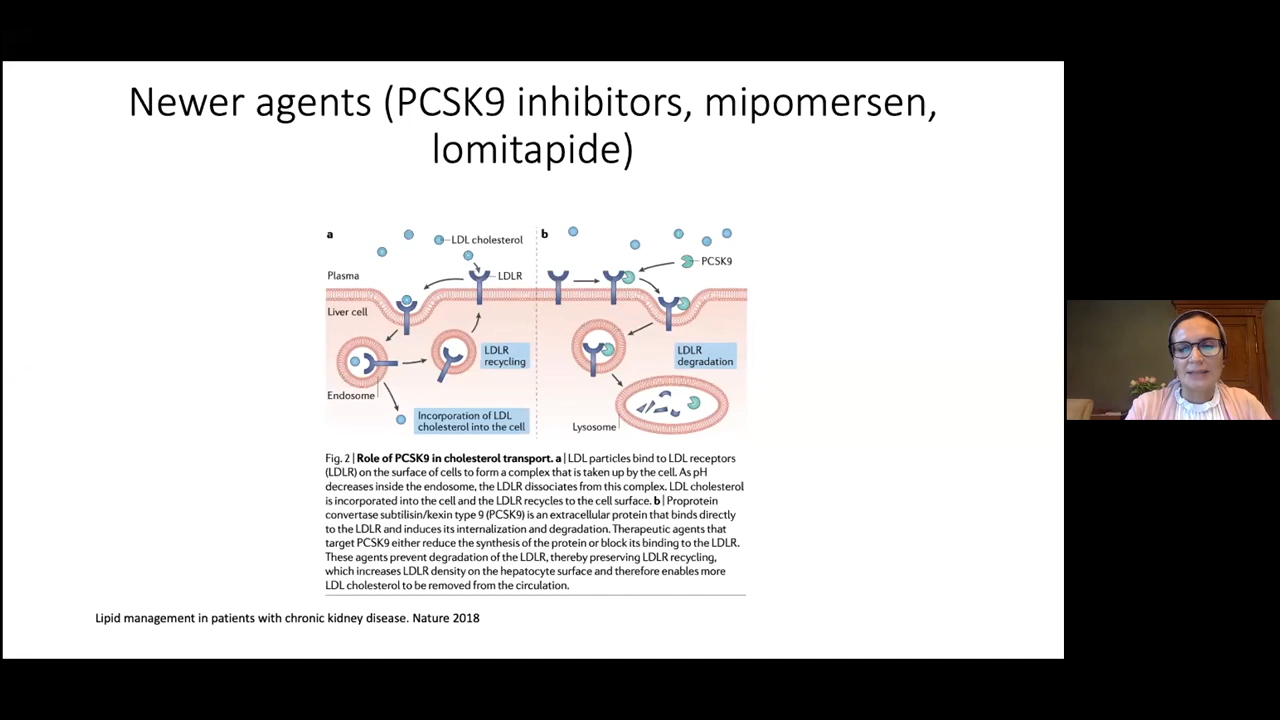 Newer agents (PCSK9 inhibitors, mipomersen,
lomitapide)
a
LDL cholesterol
Plasma
LDLR
Liver cell
LDLR
recycling
Endosome
Incorporation of LDL
cholesterol into the cell
b
PCSK9
LDLR
degradation
Lysosome
Fig. 2 | Role of PCSK9 in cholesterol transport. a | LDL particles bind to LDL receptors
(LDLR) on the surface of cells to form a complex that is taken up by the cell. As pH
decreases inside the endosome, the LDLR dissociates from this complex. LDL cholesterol
is incorporated into the cell and the LDLR recycles to the cell surface. b | Proprotein
convertase subtilisin/kexin type 9 (PCSK9) is an extracellular protein that binds directly
to the LDLR and induces its internalization and degradation. Therapeutic agents that
target PCSK9 either reduce the synthesis of the protein or block its binding to the LDLR.
These agents prevent degradation of the LDLR, thereby preserving LDLR recycling,
which increases LDLR density on the hepatocyte surface and therefore enables more
LDL cholesterol to be removed from the circulation.
Lipid management in patients with chronic kidney disease. Nature 2018